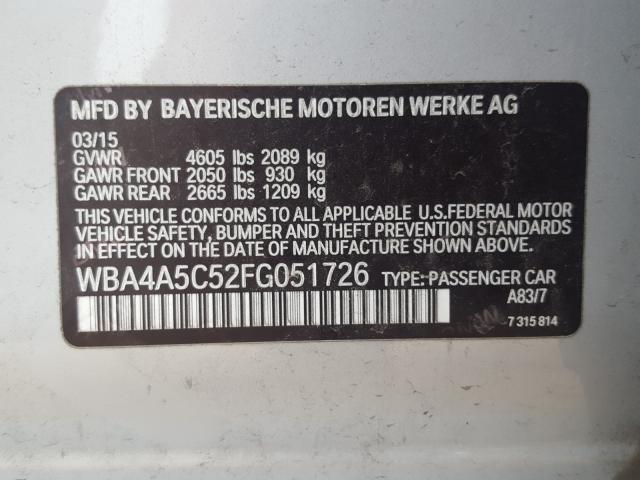 MFD BY BAYERISCHE MOTOREN WERKE AG
03/15
GVWR 4605 lbs 2089 kg
GAWR FRONT 2050 lbs 930 kg
GAWR REAR 2665 lbs 1209 kg
THIS VEHICLE CONFORMS TO ALL APPLICABLE U.S.FEDERAL MOTOR
VEHICLE SAFETY, BUMPER AND THEFT PREVENTION STANDARDS
IN EFFECT ON THE DATE OF MANUFACTURE SHOWN ABOVE.
WBA4A5C52FG051726 TYPE: PASSENGER CAR
A83/7
7 315 814